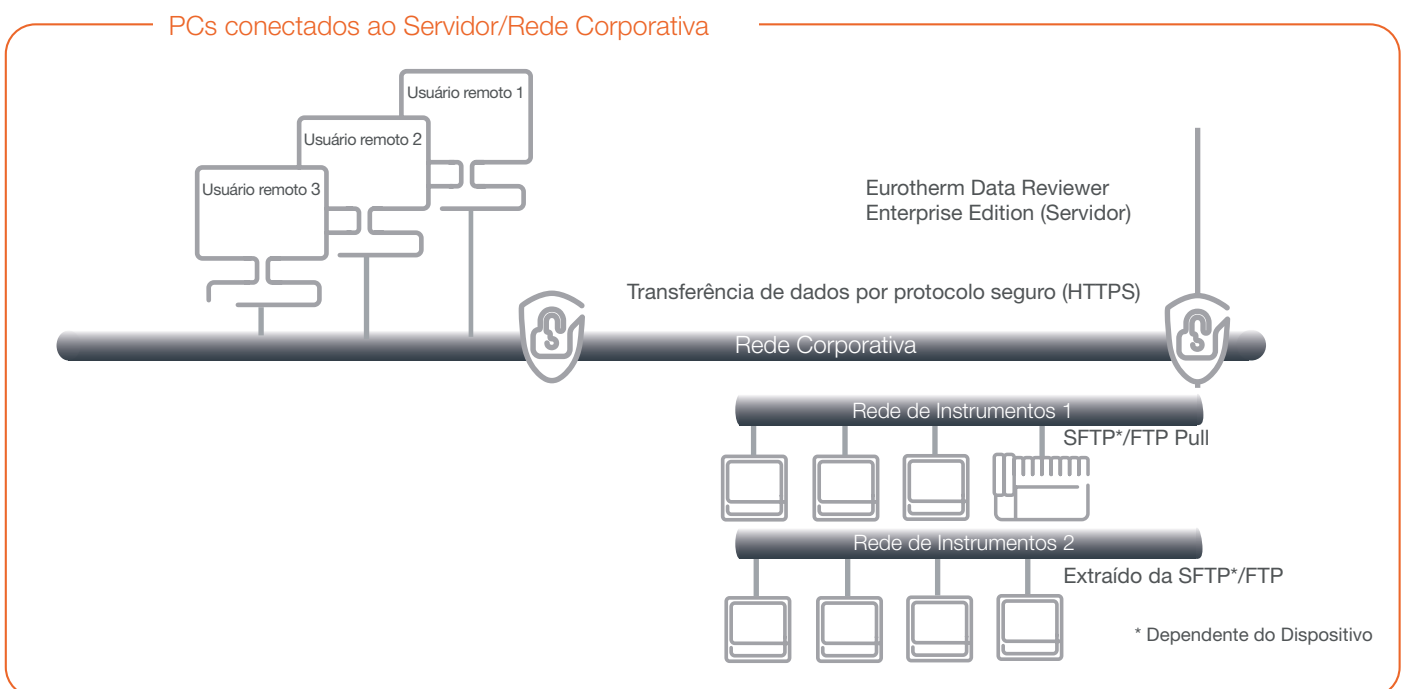 PCs conectados ao Servidor/Rede Corporativa
Usuário remoto 1
Usuário remoto 2
Usuário remoto 3
Eurotherm Data Reviewer
Enterprise Edition (Servidor)
Transferência de dados por protocolo seguro (HTTPS)
Rede Corporativa
Rede de Instrumentos 1
SFTP*/FTP Pull
Rede de Instrumentos 2
Extraído da SFTP*/FTP
* Dependente do Dispositivo